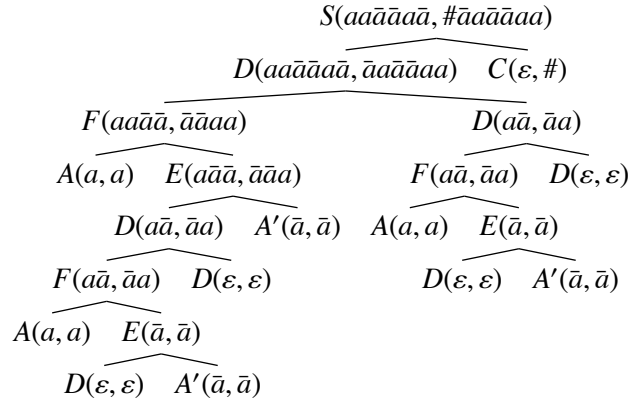 S(aaāāaā, #āaāāaa)
D(aaāāaā, āaāāaa) C(ε, #)
F(aaāā, āāaa) D(aā, āa)
A(a, a) E(aāā, āāa) F(aā, āa) D(ε, ε)
D(aā, āa) A′(ā, ā) A(a, a) E(ā, ā)
F(aā, āa) D(ε, ε) D(ε, ε) A′(ā, ā)
A(a, a) E(ā, ā)
D(ε, ε) A′(ā, ā)